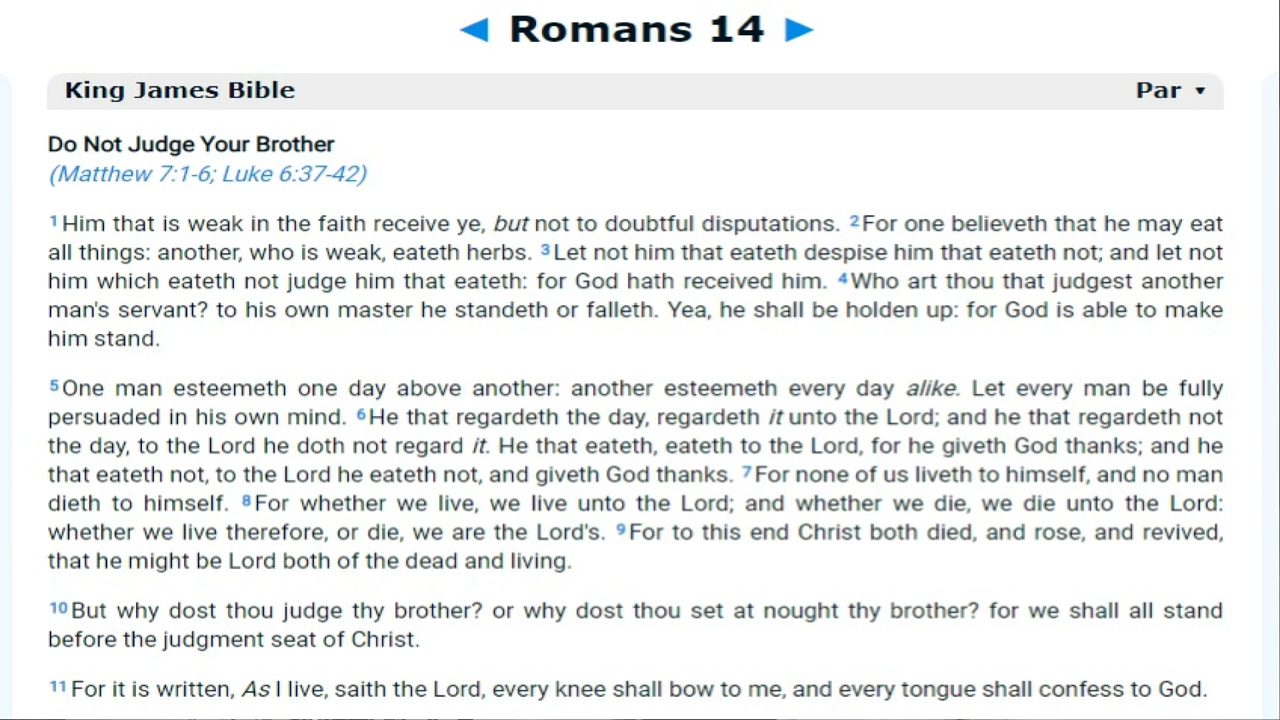 ◄ Romans 14 ►
King James Bible Par ▼
Do Not Judge Your Brother
(Matthew 7:1-6; Luke 6:37-42)
1 Him that is weak in the faith receive ye, but not to doubtful disputations. 2 For one believeth that he may eat
all things: another, who is weak, eateth herbs. 3 Let not him that eateth despise him that eateth not; and let not
him which eateth not judge him that eateth: for God hath received him. 4 Who art thou that judgest another
man's servant? to his own master he standeth or falleth. Yea, he shall be holden up: for God is able to make
him stand.
5 One man esteemeth one day above another: another esteemeth every day alike. Let every man be fully
persuaded in his own mind. 6 He that regardeth the day, regardeth it unto the Lord; and he that regardeth not
the day, to the Lord he doth not regard it. He that eateth, eateth to the Lord, for he giveth God thanks; and he
that eateth not, to the Lord he eateth not, and giveth God thanks. 7 For none of us liveth to himself, and no man
dieth to himself. 8 For whether we live, we live unto the Lord; and whether we die, we die unto the Lord:
whether we live therefore, or die, we are the Lord's. 9 For to this end Christ both died, and rose, and revived,
that he might be Lord both of the dead and living.
10 But why dost thou judge thy brother? or why dost thou set at nought thy brother? for we shall all stand
before the judgment seat of Christ.
11 For it is written, As I live, saith the Lord, every knee shall bow to me, and every tongue shall confess to God.